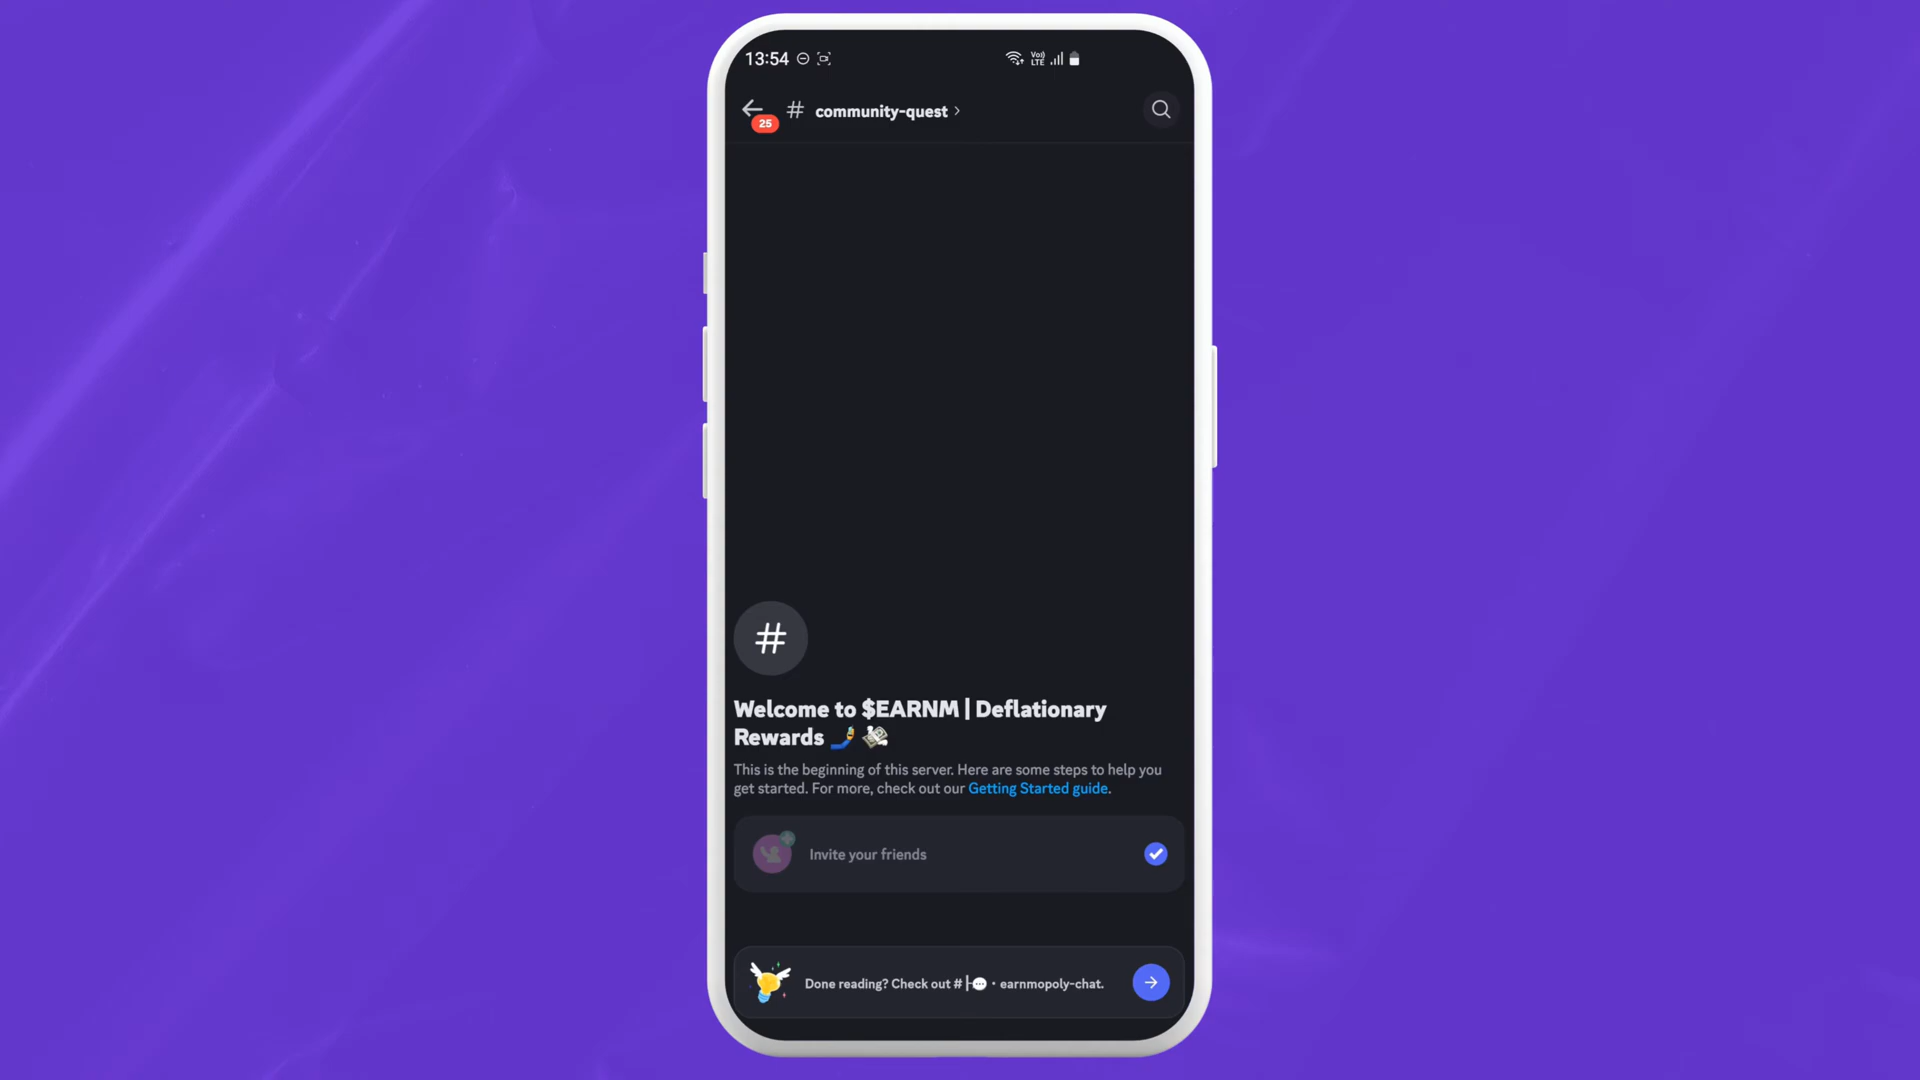 13:54
Vo))
LTE
25
# community-quest >
#
Welcome to $EARNM | Deflationary
Rewards 🤳 💸
This is the beginning of this server. Here are some steps to help you
get started. For more, check out our Getting Started guide.
Invite your friends
Done reading? Check out # ├💬・earnmopoly-chat.